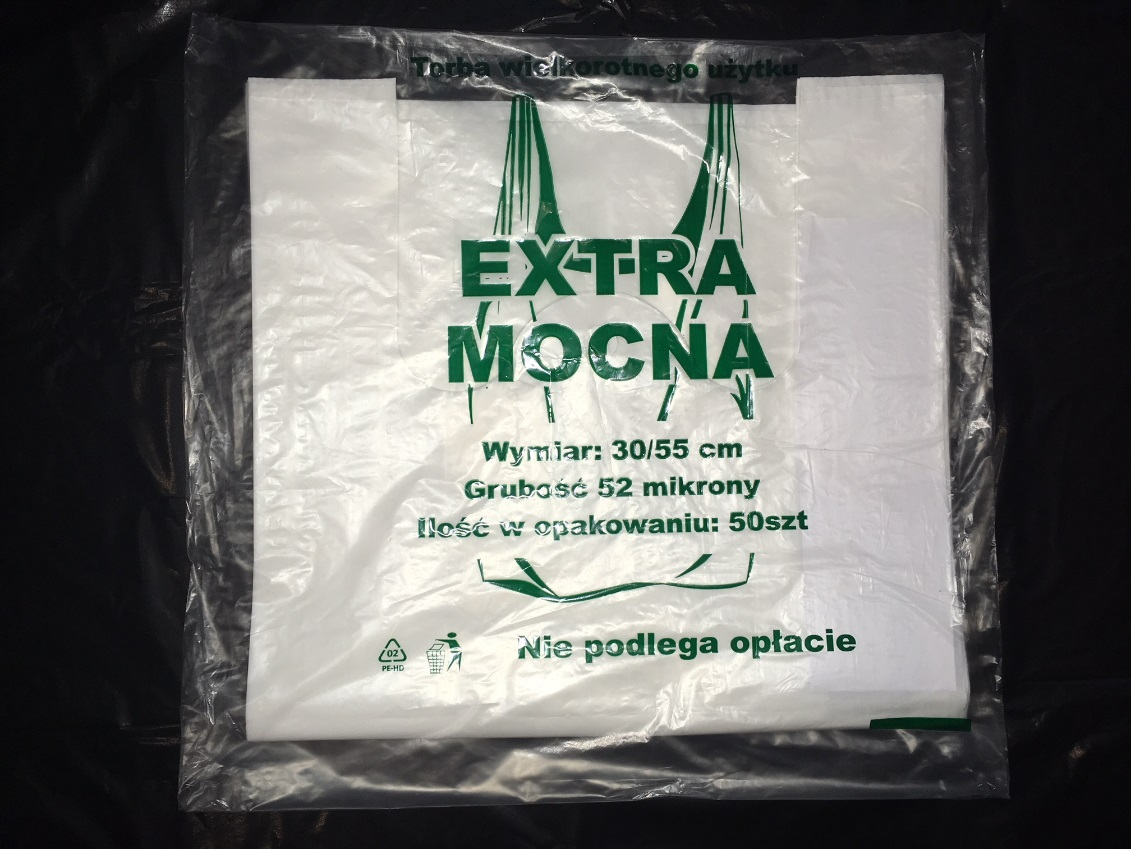 Torba wielkorotnego użytku
EXTRA
MOCNA
Wymiar: 30/55 cm
Grubość 52 mikrony
Ilość w opakowaniu: 50szt
02
PE-HD
Nie podlega opłacie